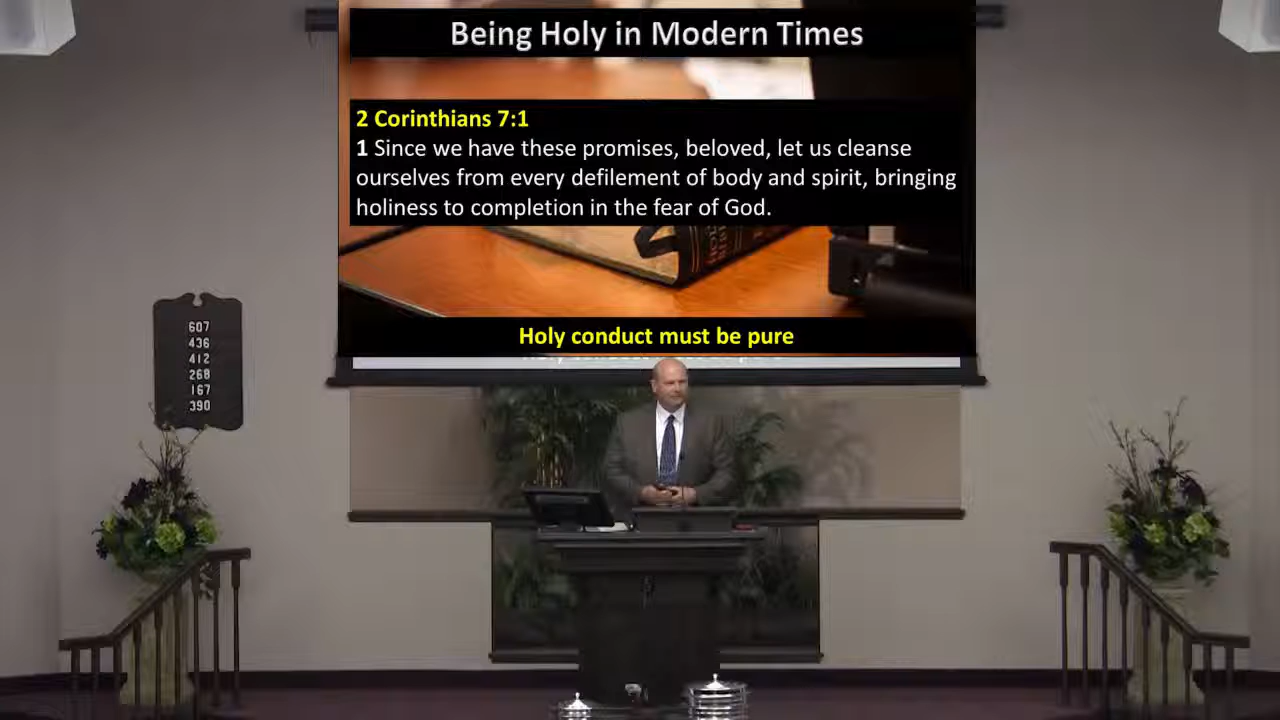 Being Holy in Modern Times
2 Corinthians 7:1
1 Since we have these promises, beloved, let us cleanse
ourselves from every defilement of body and spirit, bringing
holiness to completion in the fear of God.
Holy conduct must be pure
607
436
412
268
167
390